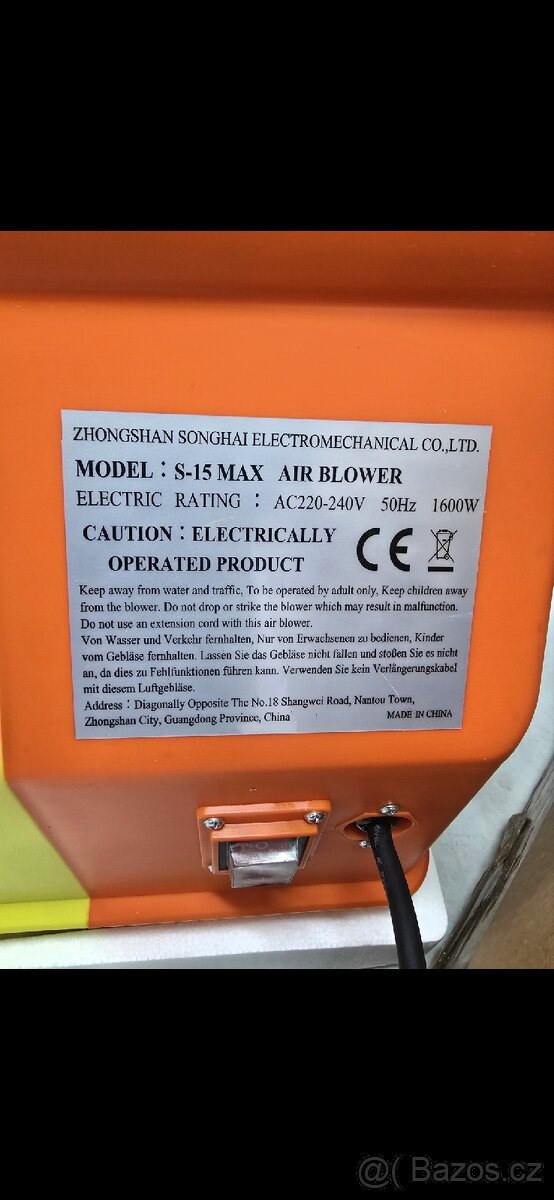 ZHONGSHAN SONGHAI ELECTROMECHANICAL CO.,LTD.
MODEL : S-15 MAX AIR BLOWER
ELECTRIC RATING : AC220-240V 50Hz 1600W
CAUTION : ELECTRICALLY
OPERATED PRODUCT
CE
Keep away from water and traffic, To be operated by adult only, Keep children away
from the blower. Do not drop or strike the blower which may result in malfunction.
Do not use an extension cord with this air blower.
Von Wasser und Verkehr fernhalten, Nur von Erwachsenen zu bedienen, Kinder
vom Gebläse fernhalten. Lassen Sie das Gebläse nicht fallen und stoßen Sie es nicht
an, da dies zu Fehlfunktionen führen kann. Verwenden Sie kein Verlängerungskabel
mit diesem Luftgebläse.
Address : Diagonally Opposite The No.18 Shangwei Road, Nantou Town,
Zhongshan City, Guangdong Province, China MADE IN CHINA
@( Bazos.cz